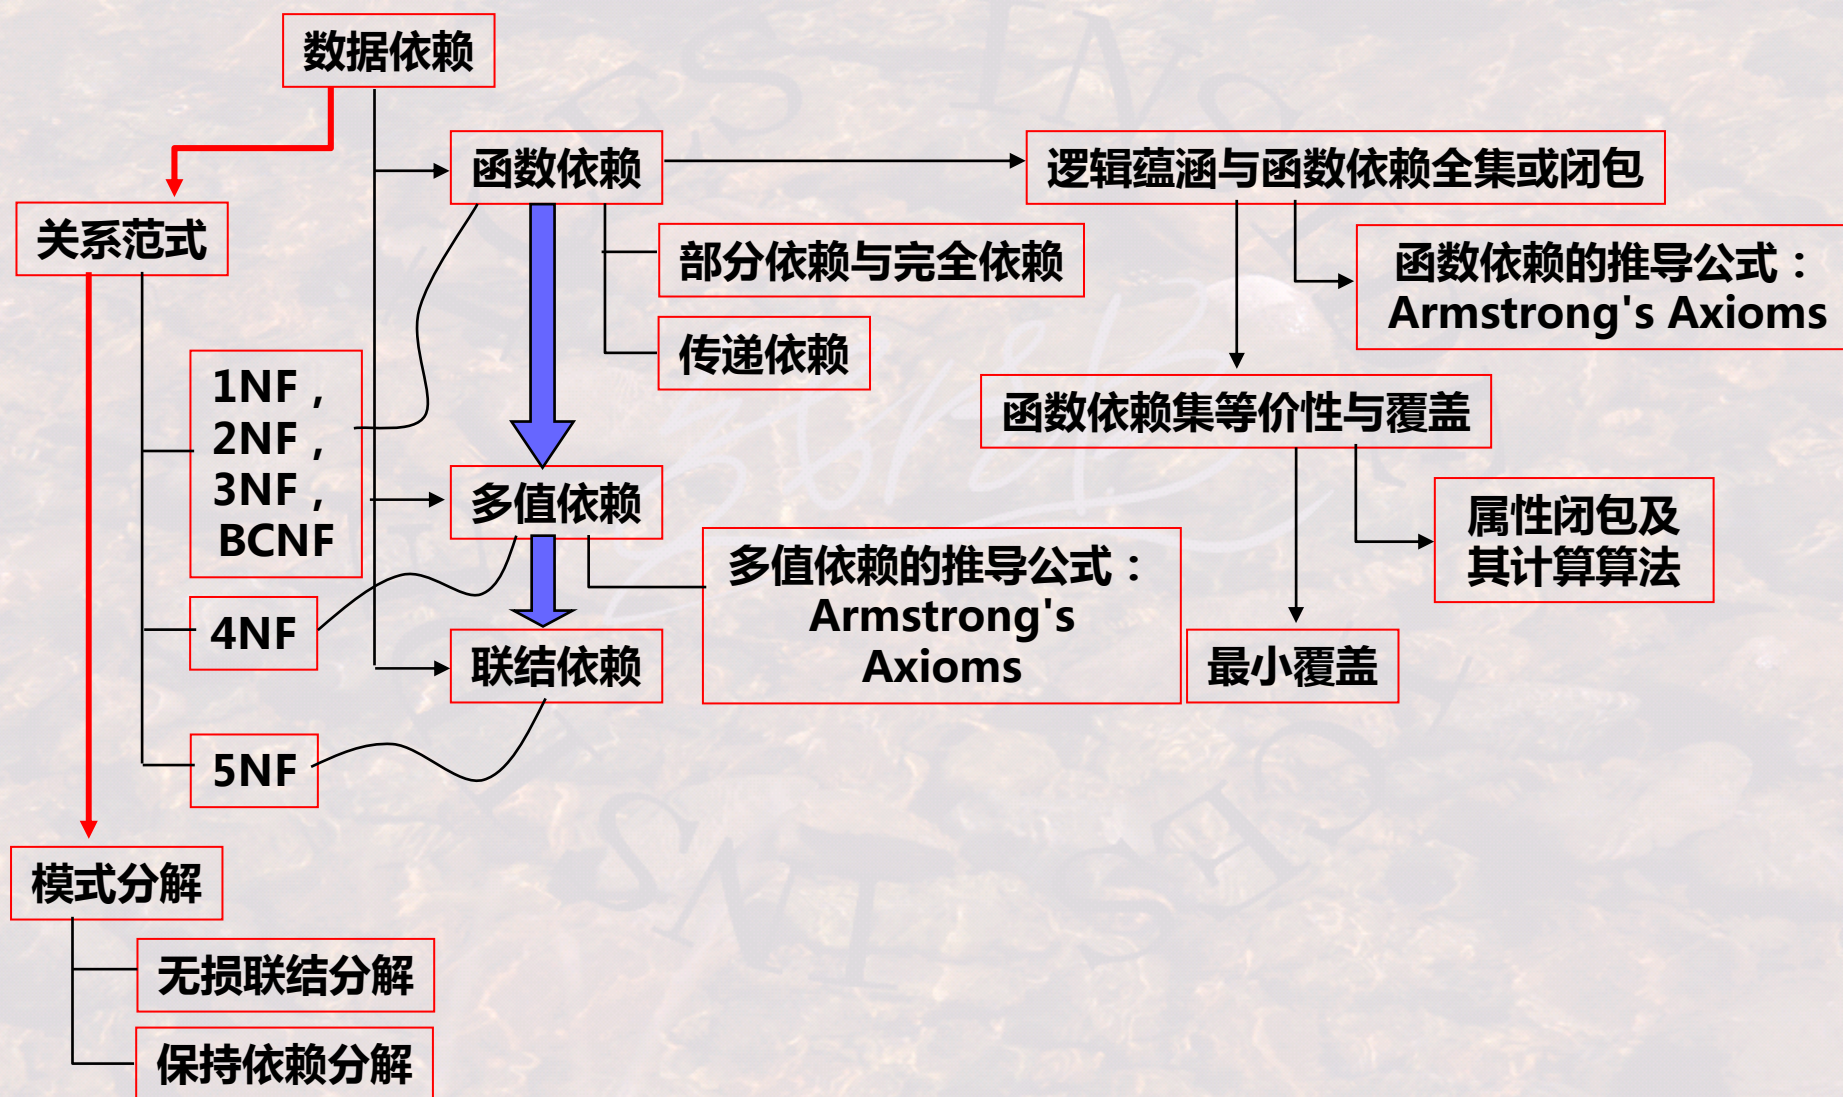 数据依赖
函数依赖
逻辑蕴涵与函数依赖全集或闭包
关系范式
部分依赖与完全依赖
函数依赖的推导公式：
Armstrong's Axioms
传递依赖
1NF，
2NF，
3NF，
BCNF
函数依赖集等价性与覆盖
多值依赖
属性闭包及
其计算算法
多值依赖的推导公式：
Armstrong's
Axioms
4NF
联结依赖
最小覆盖
5NF
模式分解
无损联结分解
保持依赖分解